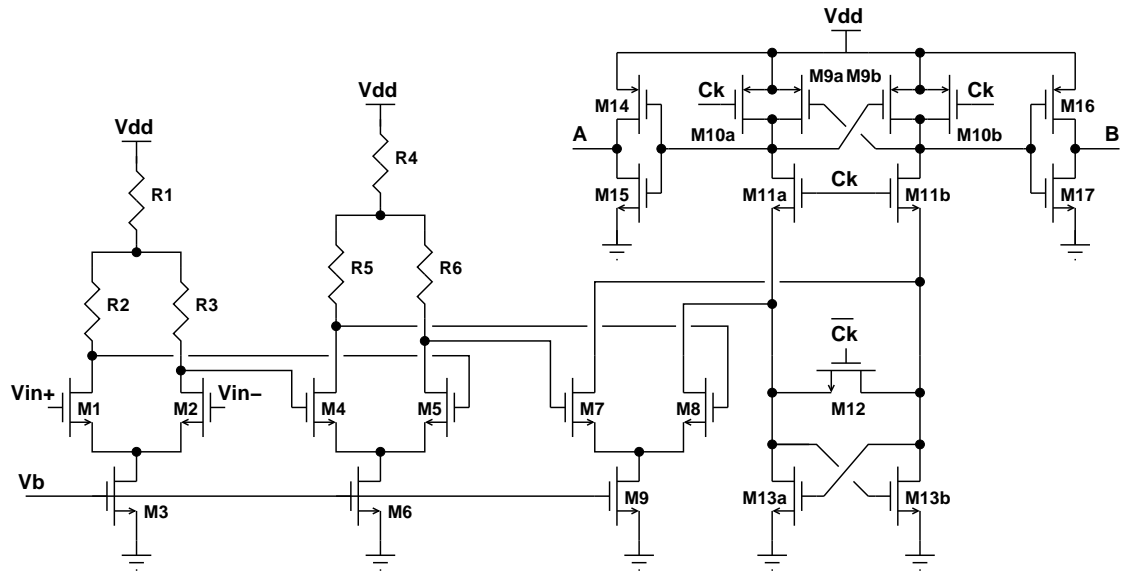 Vdd
M9a M9b
Ck
Ck
M14
M16
A
M10a
M10b
B
Vdd
Vdd
R4
M15
M11a
Ck
M11b
M17
R1
R5
R6
R2
R3
Ck
Vin+
M1
M2
Vin−
M4
M5
M7
M8
M12
Vb
M3
M6
M9
M13a
M13b